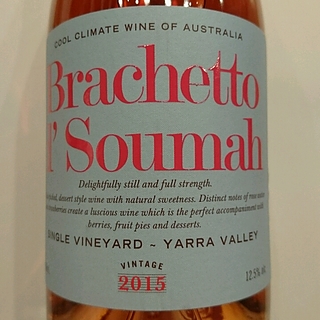 COOL CLIMATE WINE OF AUSTRALIA
Brachetto
d' Soumah
Delightfully still and full strength.
dessert style wine with natural sweetness. Distinct notes of rose
create a luscious wine which is the perfect accompaniment with
berries, fruit pies and desserts.
SINGLE VINEYARD ~ YARRA VALLEY
VINTAGE
2015
12.5%